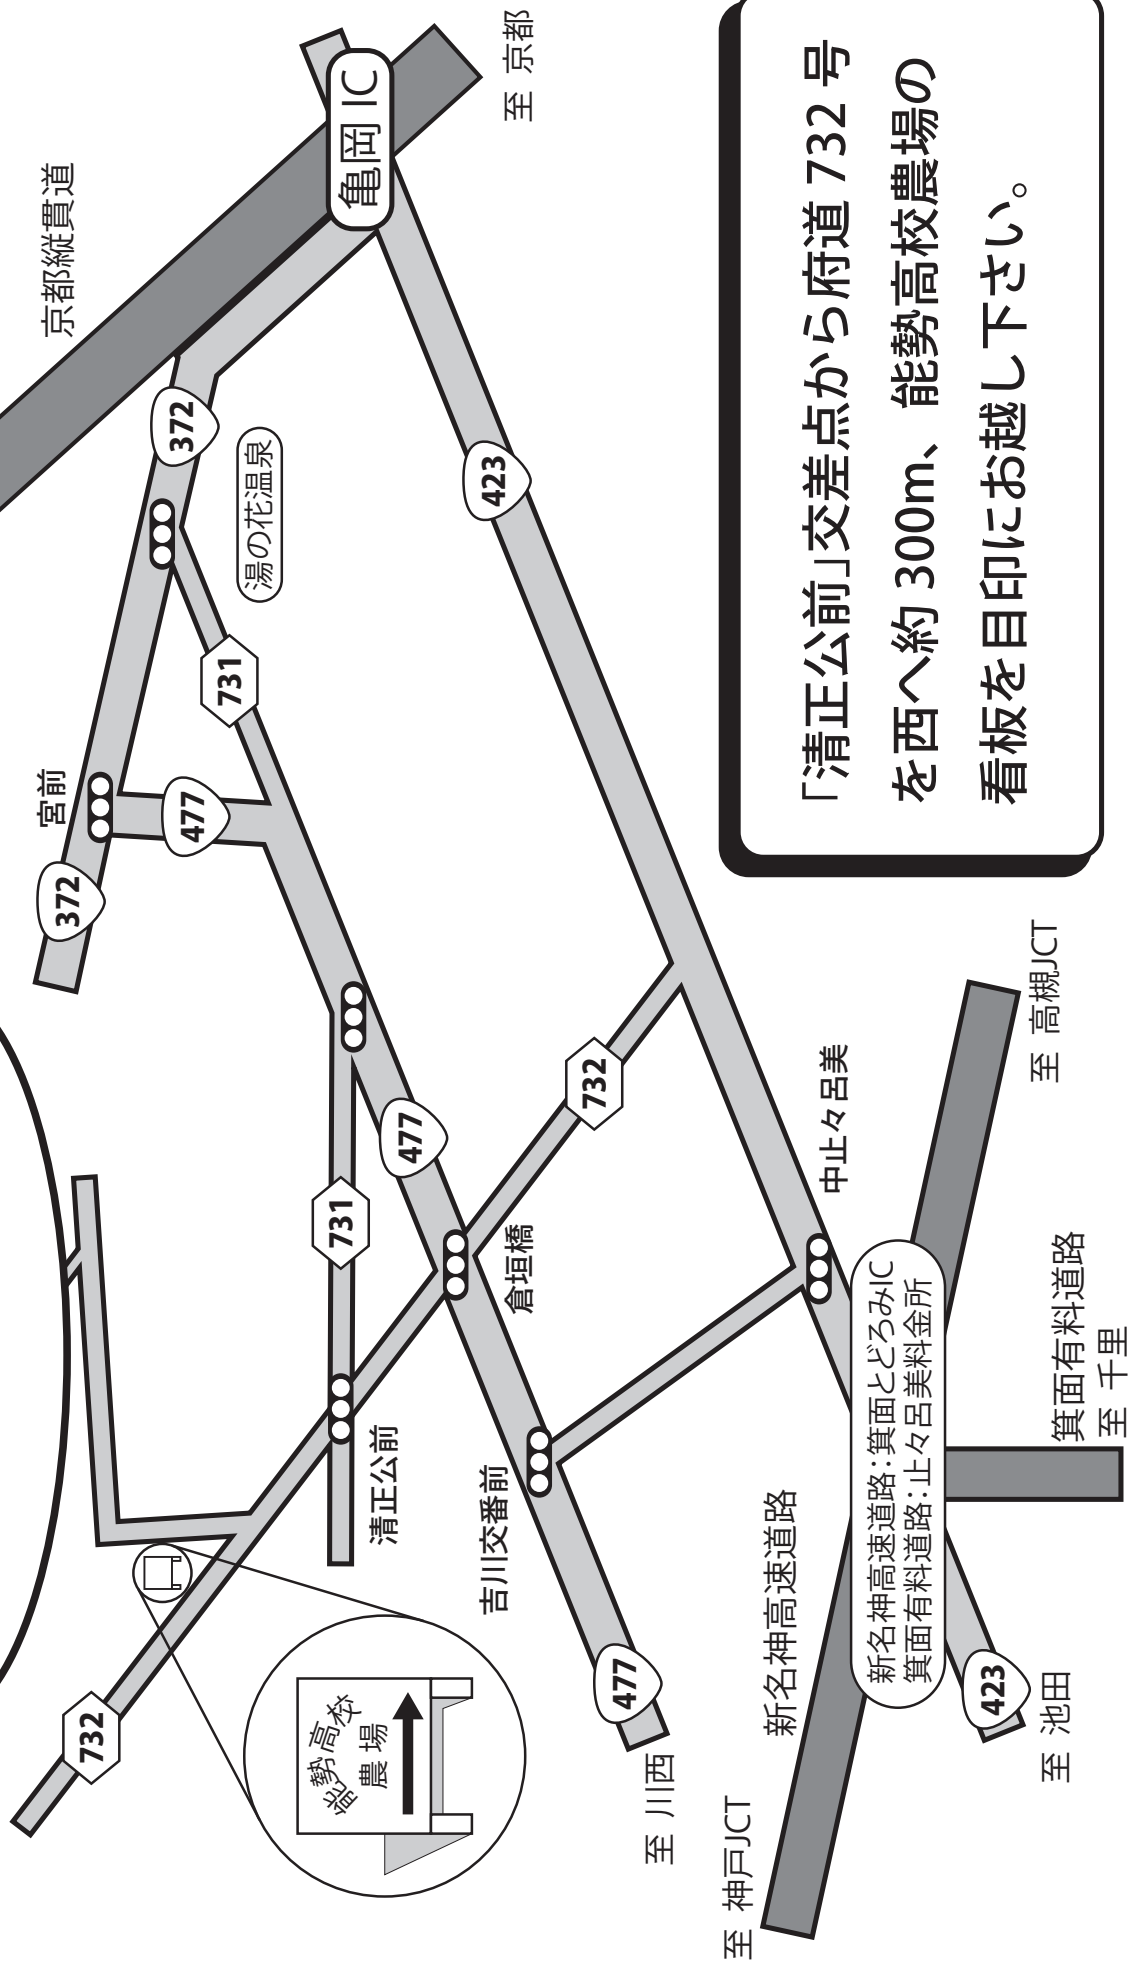 京都縦貫道
宮前
372
732
372
477
731
湯の花温泉
亀岡 IC
731
能勢高校
農場
清正公前
477
423
吉川交番前
倉垣橋
至 京都
732
477
至 川西
至 神戸JCT
新名神高速道路
中止々呂美
新名神高速道路：箕面とどろみIC
箕面有料道路：止々呂美料金所
423
至 池田
至 高槻JCT
箕面有料道路
至 千里
「清正公前」交差点から府道 732 号
を西へ約 300m、能勢高校農場の
看板を目印にお越し下さい。